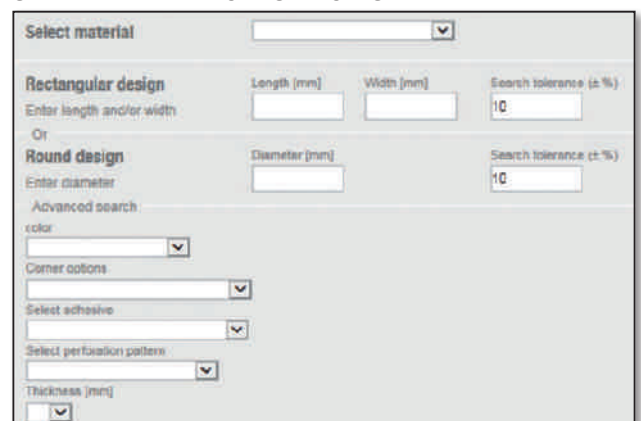 Select material
Rectangular design Length [mm] Width [mm] Search tolerance (± %)
Enter length and/or width 10
Or
Round design Diameter [mm] Search tolerance (± %)
Enter diameter 10
Advanced search
color
Corner options
Select adhesive
Select perforation pattern
Thickness [mm]